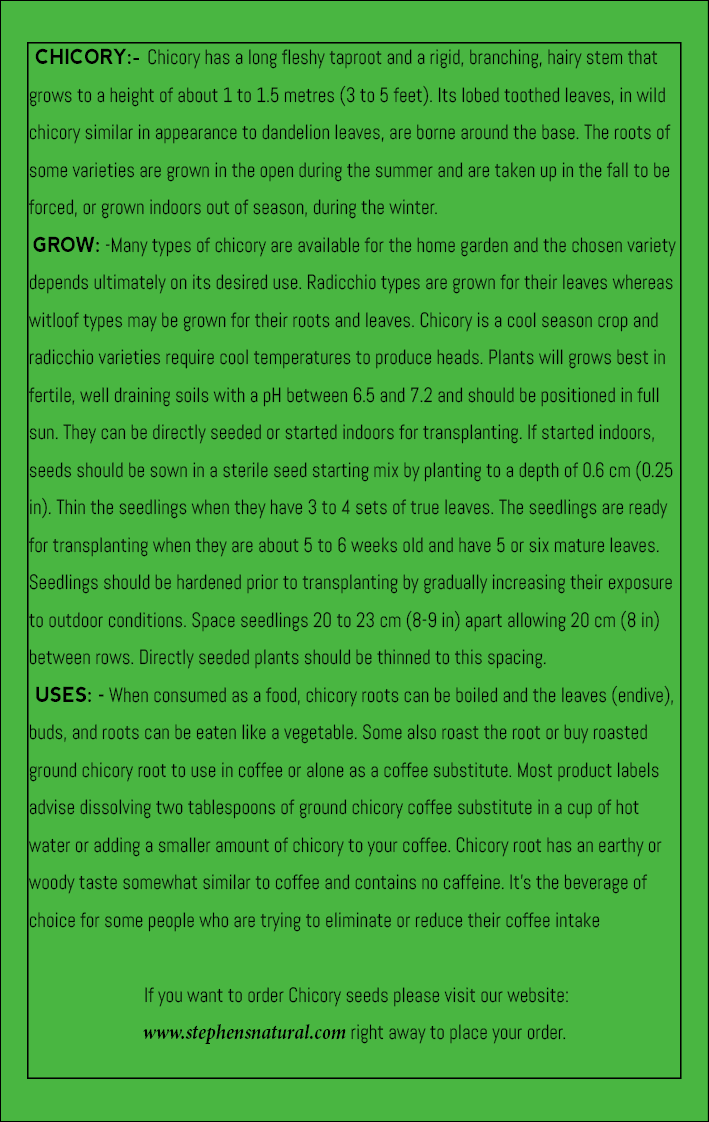 CHICORY:- Chicory has a long fleshy taproot and a rigid, branching, hairy stem that
grows to a height of about 1 to 1.5 metres (3 to 5 feet). Its lobed toothed leaves, in wild
chicory similar in appearance to dandelion leaves, are borne around the base. The roots of
some varieties are grown in the open during the summer and are taken up in the fall to be
forced, or grown indoors out of season, during the winter.
GROW: -Many types of chicory are available for the home garden and the chosen variety
depends ultimately on its desired use. Radicchio types are grown for their leaves whereas
witloof types may be grown for their roots and leaves. Chicory is a cool season crop and
radicchio varieties require cool temperatures to produce heads. Plants will grows best in
fertile, well draining soils with a pH between 6.5 and 7.2 and should be positioned in full
sun. They can be directly seeded or started indoors for transplanting. If started indoors,
seeds should be sown in a sterile seed starting mix by planting to a depth of 0.6 cm (0.25
in). Thin the seedlings when they have 3 to 4 sets of true leaves. The seedlings are ready
for transplanting when they are about 5 to 6 weeks old and have 5 or six mature leaves.
Seedlings should be hardened prior to transplanting by gradually increasing their exposure
to outdoor conditions. Space seedlings 20 to 23 cm (8-9 in) apart allowing 20 cm (8 in)
between rows. Directly seeded plants should be thinned to this spacing.
USES: - When consumed as a food, chicory roots can be boiled and the leaves (endive),
buds, and roots can be eaten like a vegetable. Some also roast the root or buy roasted
ground chicory root to use in coffee or alone as a coffee substitute. Most product labels
advise dissolving two tablespoons of ground chicory coffee substitute in a cup of hot
water or adding a smaller amount of chicory to your coffee. Chicory root has an earthy or
woody taste somewhat similar to coffee and contains no caffeine. It's the beverage of
choice for some people who are trying to eliminate or reduce their coffee intake
If you want to order Chicory seeds please visit our website:
www.stephensnatural.com right away to place your order.